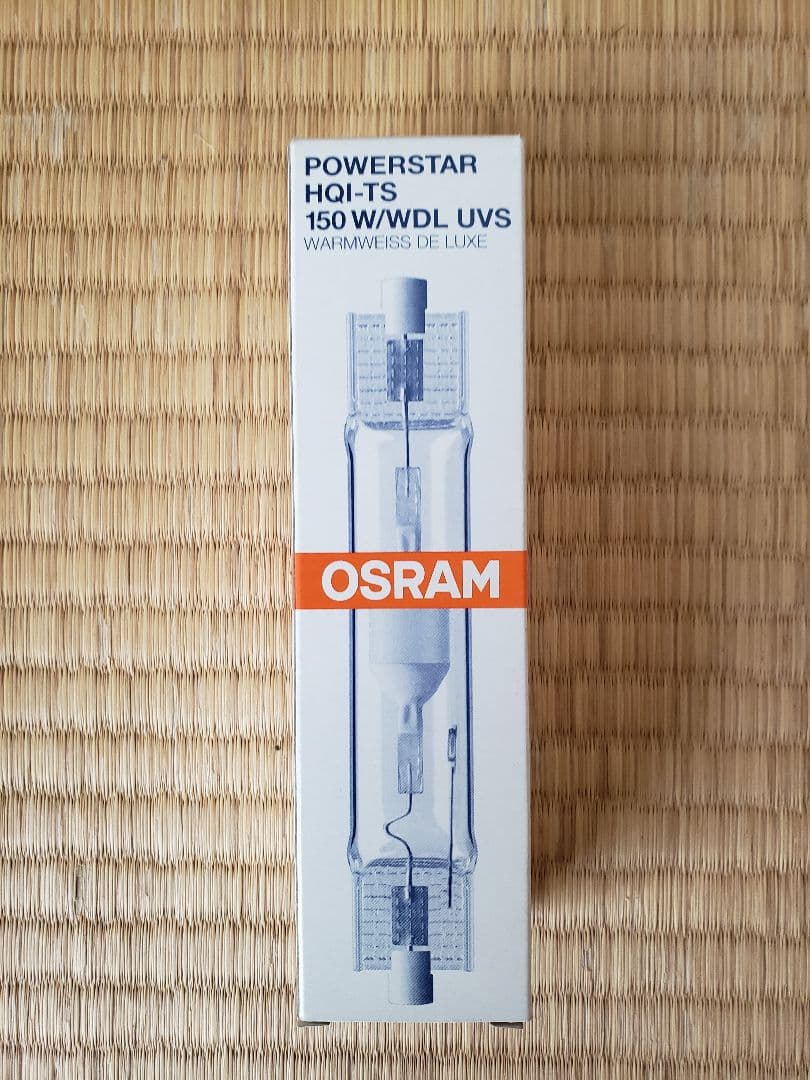 POWERSTAR
HQI-TS
150 W/WDL UVS
WARMWEISS DE LUXE
OSRAM